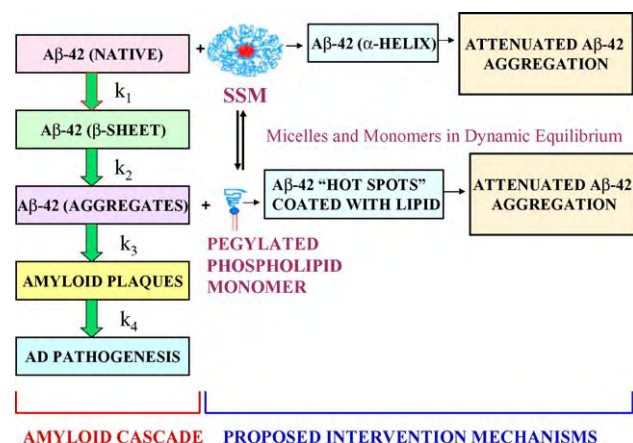 Aβ-42 (NATIVE)
+
SSM
Aβ-42 (α-HELIX)
ATTENUATED Aβ-42
AGGREGATION
k1
Aβ-42 (β-SHEET)
Micelles and Monomers in Dynamic Equilibrium
k2
Aβ-42 (AGGREGATES)
+
PEGYLATED
PHOSPHOLIPID
MONOMER
Aβ-42 “HOT SPOTS”
COATED WITH LIPID
ATTENUATED Aβ-42
AGGREGATION
k3
AMYLOID PLAQUES
k4
AD PATHOGENESIS
AMYLOID CASCADE
PROPOSED INTERVENTION MECHANISMS